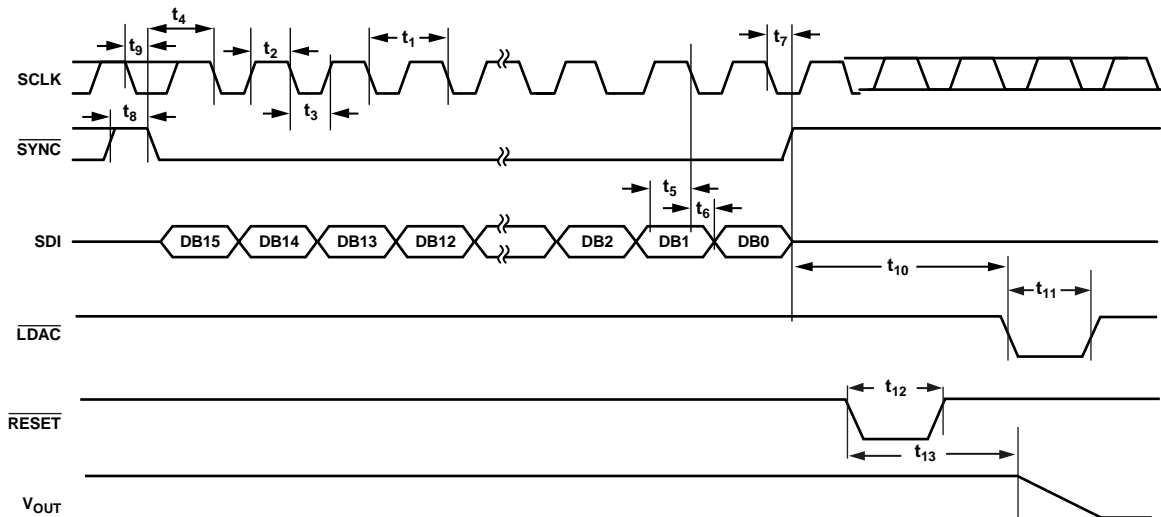 t4
t9
t2
t1
t7
SCLK
t3
t8
SYNC
t5
t6
SDI
DB15
DB14
DB13
DB12
DB2
DB1
DB0
t10
t11
LDAC
t12
RESET
t13
VOUT